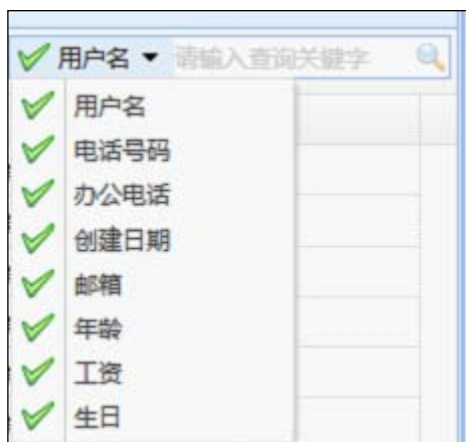 用户名 请输入查询关键字
用户名
电话号码
办公电话
创建日期
邮箱
年龄
工资
生日